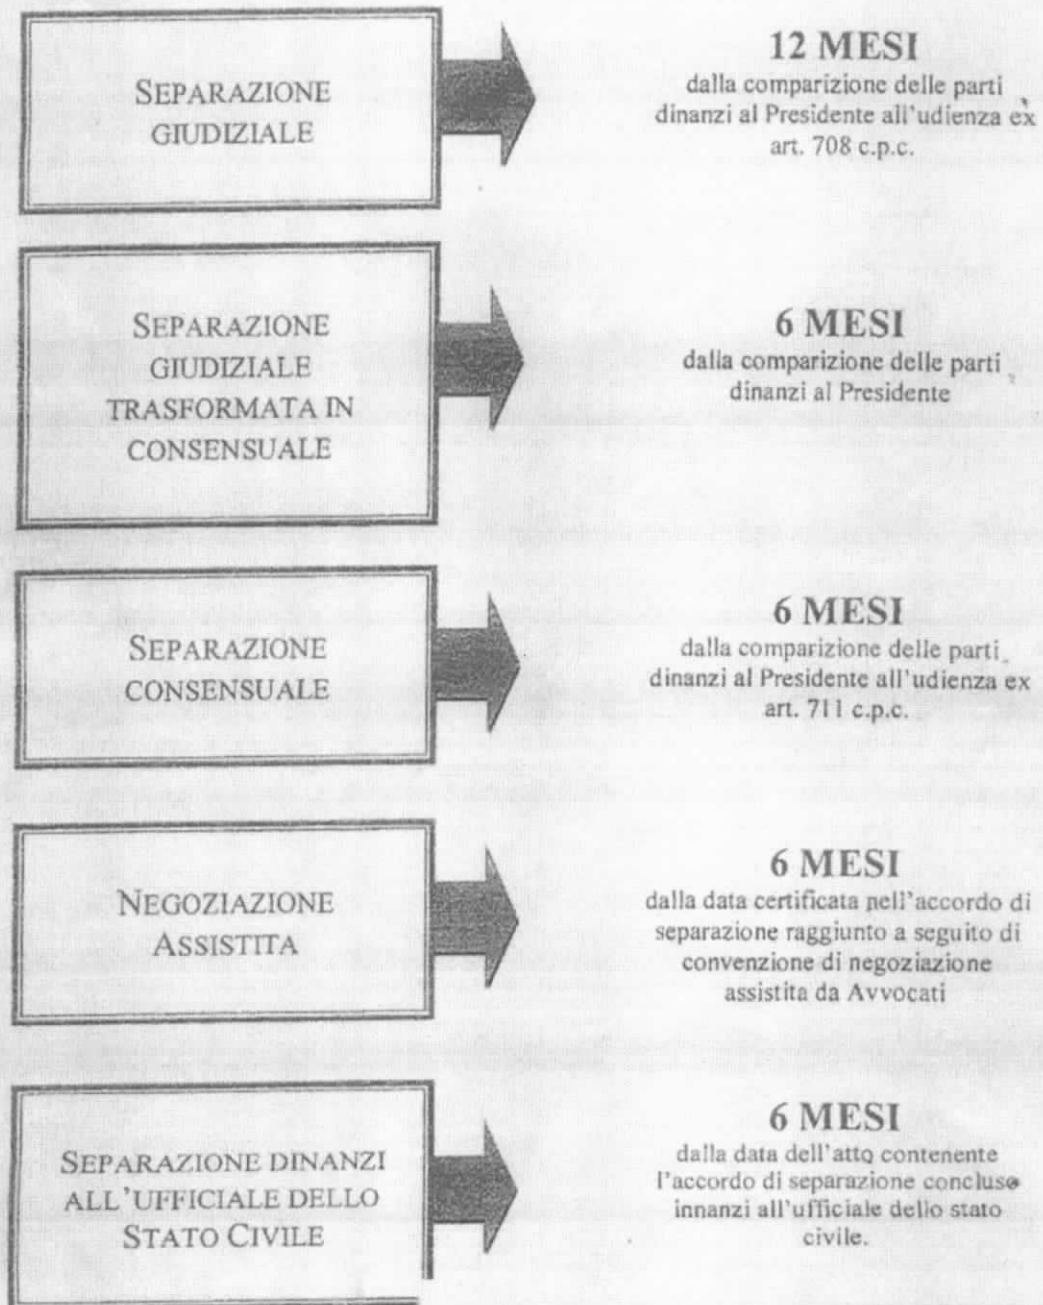 SEPARAZIONE
GIUDIZIALE
12 MESI
dalla comparizione delle parti
dinanzi al Presidente all'udienza ex
art. 708 c.p.c.
SEPARAZIONE
GIUDIZIALE
TRASFORMATA IN
CONSENSUALE
6 MESI
dalla comparizione delle parti
dinanzi al Presidente
SEPARAZIONE
CONSENSUALE
6 MESI
dalla comparizione delle parti
dinanzi al Presidente all'udienza ex
art. 711 c.p.c.
NEGOZIAZIONE
ASSISTITA
6 MESI
dalla data certificata nell'accordo di
separazione raggiunto a seguito di
convenzione di negoziazione
assistita da Avvocati
SEPARAZIONE DINANZI
ALL'UFFICIALE DELLO
STATO CIVILE
6 MESI
dalla data dell'atto contenente
l'accordo di separazione concluso
innanzi all'ufficiale dello stato
civile.